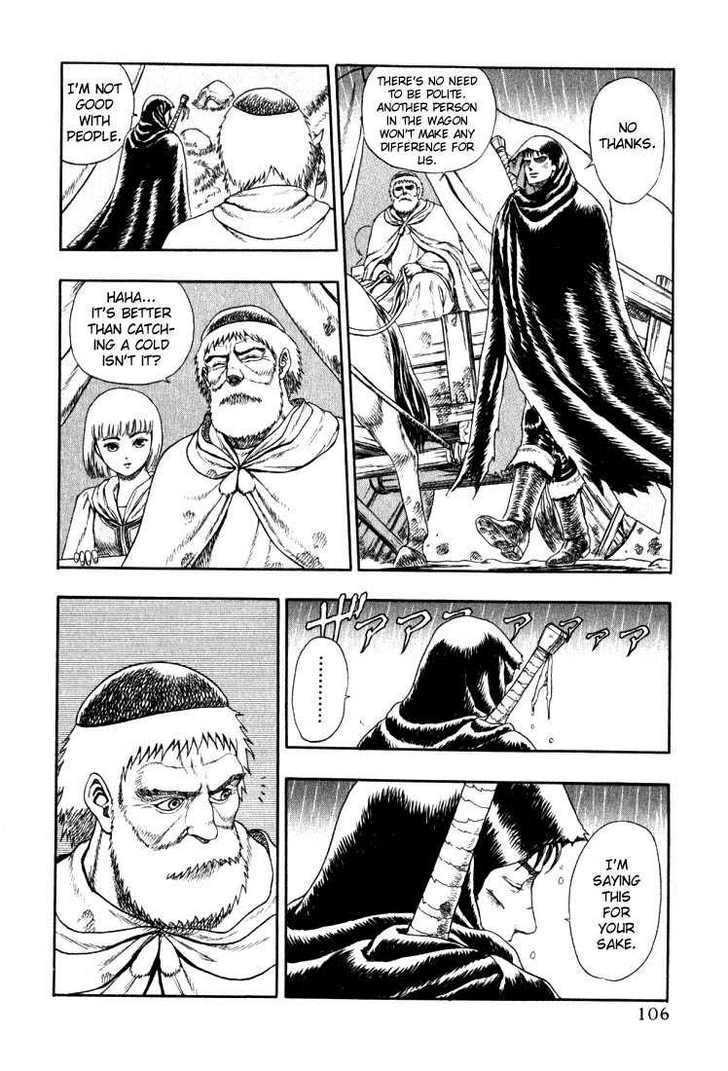 NO
THANKS.
THERE'S NO NEED
TO BE POLITE.
ANOTHER PERSON
IN THE WAGON
WON'T MAKE ANY
DIFFERENCE FOR
US.
I'M NOT
GOOD
WITH
PEOPLE.
HAHA...
IT'S BETTER
THAN CATCH-
ING A COLD
ISN'T IT?
ザァァァァァァァ
........
I'M
SAYING
THIS
FOR
YOUR
SAKE.
106